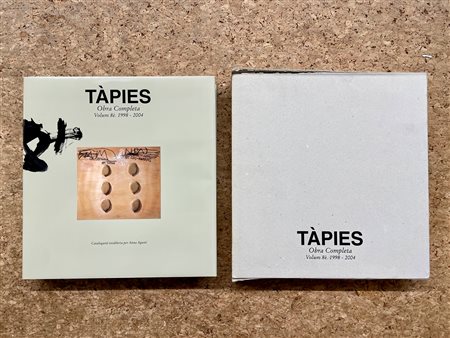 TÀPIES
Obra Completa
Volum 8è. 1998 - 2004
Catalogació establerta per Anna Agustí
TÀPIES
Obra Completa
Volum 8è. 1998 - 2004